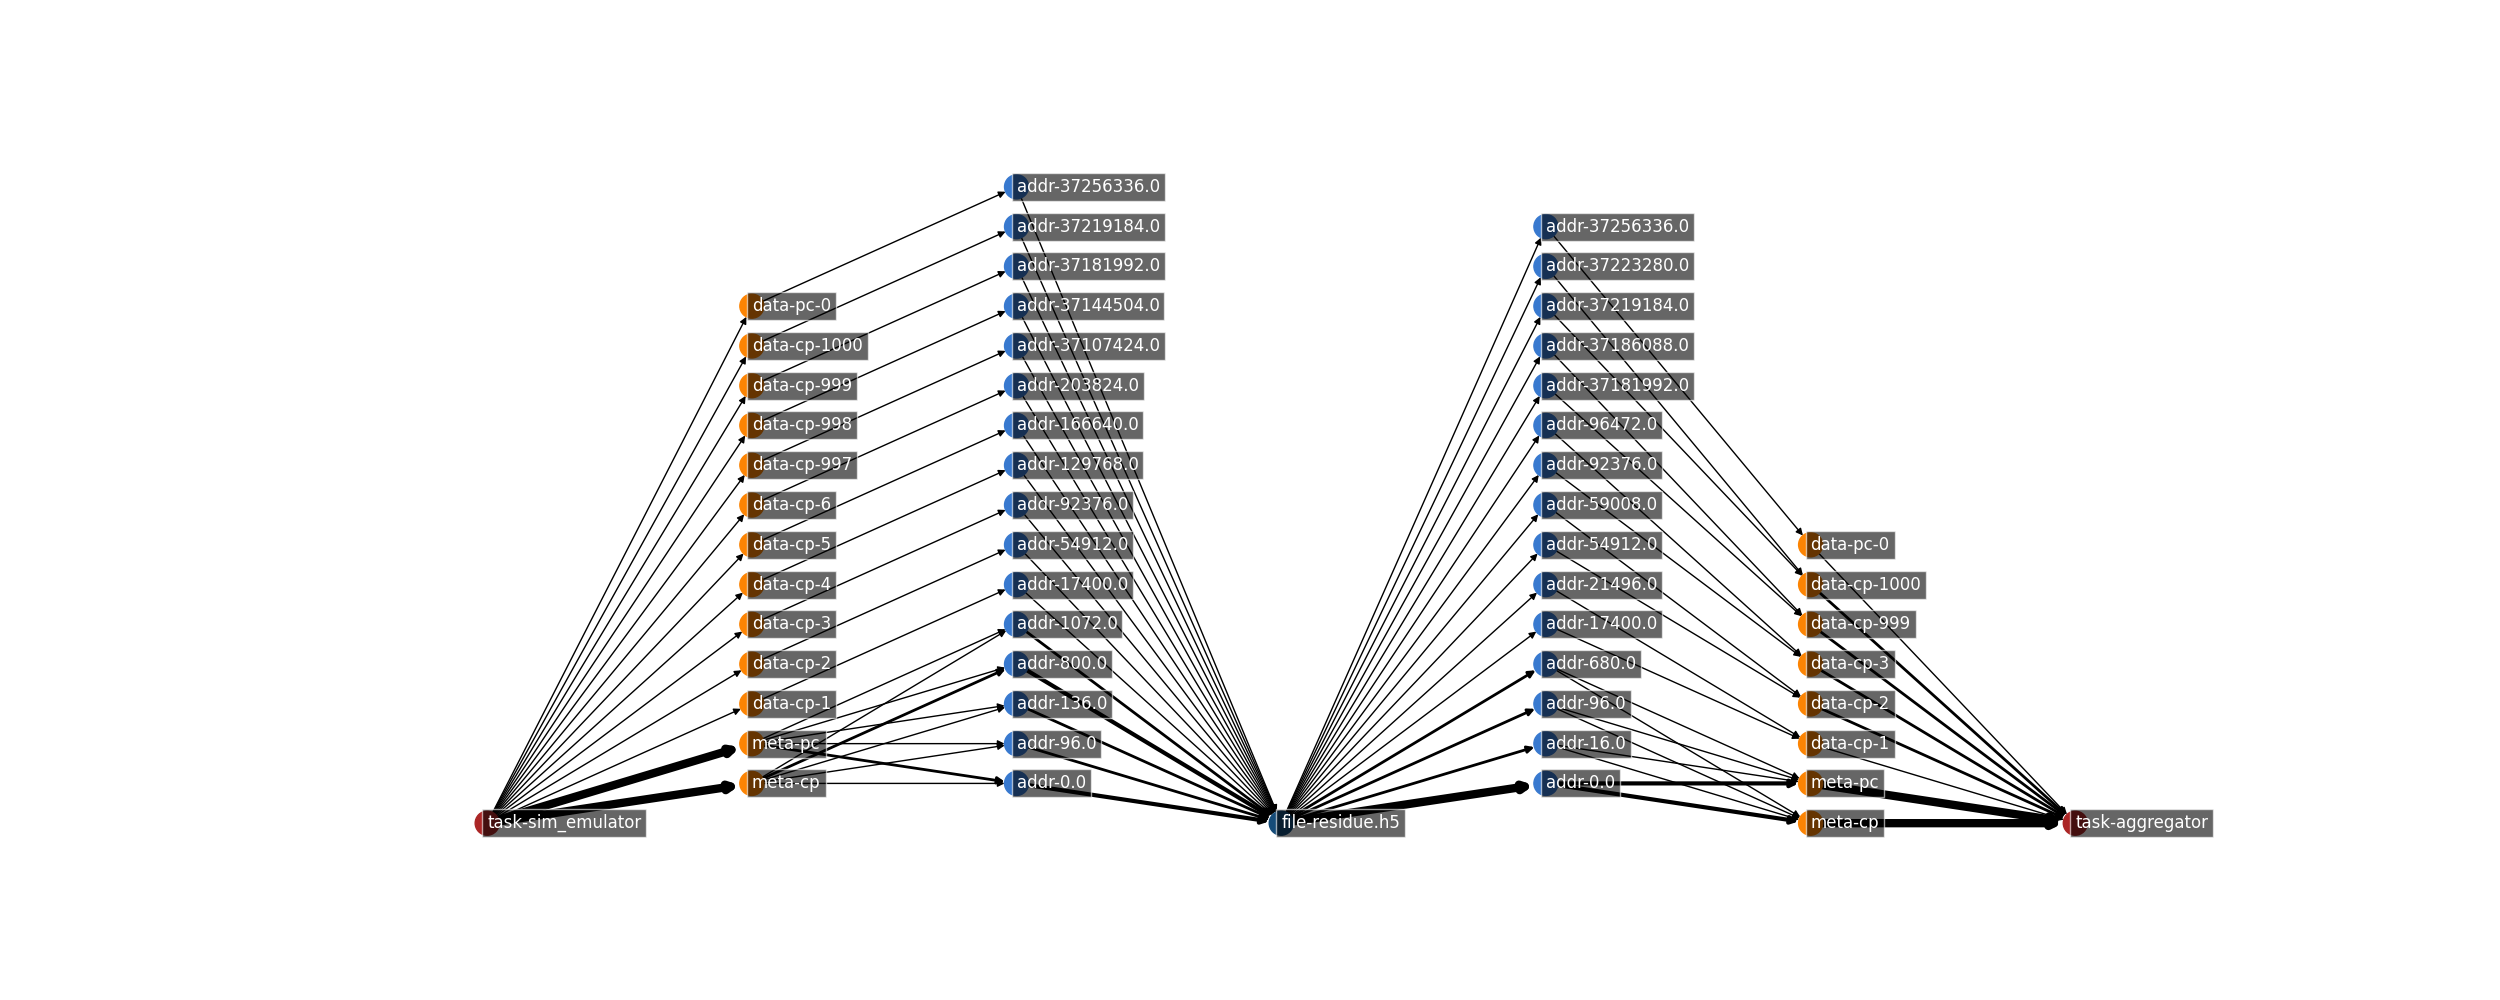 task-sim_emulator
data-pc-0
data-cp-1000
data-cp-999
data-cp-998
data-cp-997
data-cp-6
data-cp-5
data-cp-4
data-cp-3
data-cp-2
data-cp-1
meta-pc
meta-cp
addr-37256336.0
addr-37219184.0
addr-37181992.0
addr-37144504.0
addr-37107424.0
addr-203824.0
addr-166640.0
addr-129768.0
addr-92376.0
addr-54912.0
addr-17400.0
addr-1072.0
addr-800.0
addr-136.0
addr-96.0
addr-0.0
file-residue.h5
addr-37256336.0
addr-37223280.0
addr-37219184.0
addr-37186088.0
addr-37181992.0
addr-96472.0
addr-92376.0
addr-59008.0
addr-54912.0
addr-21496.0
addr-17400.0
addr-680.0
addr-96.0
addr-16.0
addr-0.0
data-pc-0
data-cp-1000
data-cp-999
data-cp-3
data-cp-2
data-cp-1
meta-pc
meta-cp
task-aggregator